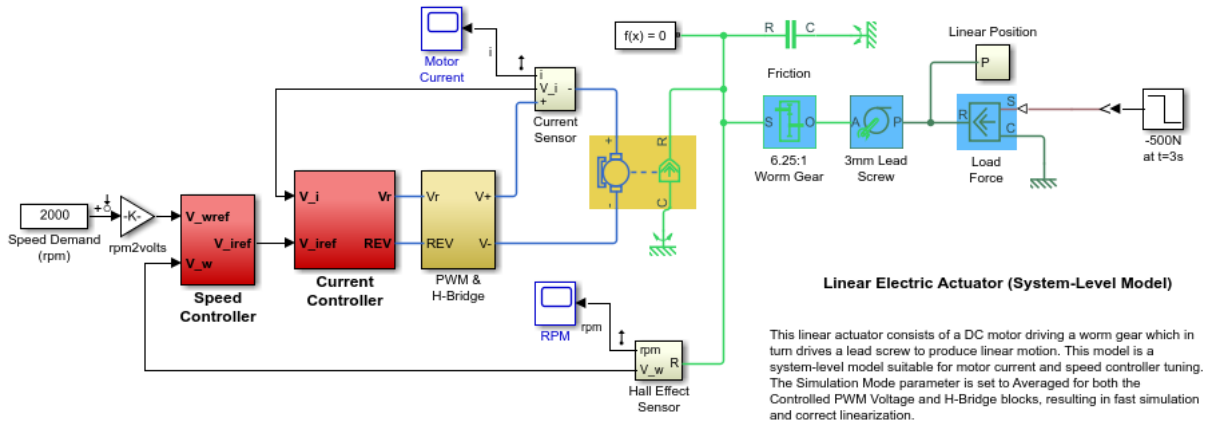 Motor
Current
i
i
V_i
+
-
Current
Sensor
f(x) = 0
R
C
Friction
Linear Position
P
S
O
6.25:1
Worm Gear
A
P
3mm Lead
Screw
R
S
C
Load
Force
-500N
at t=3s
+
-
R
C
2000
Speed Demand
(rpm)
+
-K-
rpm2volts
V_wref
V_iref
V_w
Speed
Controller
V_i
Vr
V_iref
REV
Current
Controller
Vr
V+
REV
V-
PWM &
H-Bridge
RPM
rpm
rpm
V_w
R
Hall Effect
Sensor
Linear Electric Actuator (System-Level Model)
This linear actuator consists of a DC motor driving a worm gear which in
turn drives a lead screw to produce linear motion. This model is a
system-level model suitable for motor current and speed controller tuning.
The Simulation Mode parameter is set to Averaged for both the
Controlled PWM Voltage and H-Bridge blocks, resulting in fast simulation
and correct linearization.